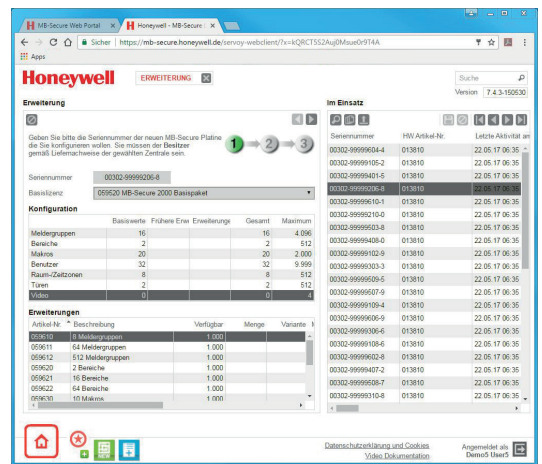 MB-Secure Web Portal
Honeywell - MB-Secure
Sicher
https://mb-secure.honeywell.de/servoy-webclient/?x=kQRCT5S2Auj0Msue0r9T4A
Apps
Honeywell
ERWEITERUNG
Suche
Version 7.4.3-150530
Erweiterung
Geben Sie bitte die Seriennummer der neuen MB-Secure Platine
die Sie konfigurieren wollen. Sie müssen der Besitzer
gemäß Liefernachweise der gewählten Zentrale sein.
1 2 3
Seriennummer 00302-99999206-8
Basislizenz 059520 MB-Secure 2000 Basispaket
Konfiguration
Basiswerte Frühere Erw Erweiterunge Gesamt Maximum
Meldergruppen 16 16 4.096
Bereiche 2 2 512
Makros 20 20 2.000
Benutzer 32 32 9.999
Raum-/Zeitzonen 8 8 512
Türen 2 2 512
Video 0 0 4
Erweiterungen
Artikel-Nr. Beschreibung Verfügbar Menge Variante
059610 8 Meldergruppen 1.000
059611 64 Meldergruppen 1.000
059612 512 Meldergruppen 1.000
059620 2 Bereiche 1.000
059621 16 Bereiche 1.000
059622 64 Bereiche 1.000
059630 10 Makros 1.000
Im Einsatz
Seriennummer HW Artikel-Nr. Letzte Aktivität am
00302-99999604-4 013810 22.05.17 06:35
00302-99999105-2 013810 22.05.17 06:35
00302-99999401-5 013810 22.05.17 06:35
00302-99999206-8 013810 22.05.17 06:35
00302-99999610-1 013810 22.05.17 06:35
00302-99999210-0 013810 22.05.17 06:35
00302-99999503-8 013810 22.05.17 06:35
00302-99999408-0 013810 22.05.17 06:35
00302-99999102-9 013810 22.05.17 06:35
00302-99999303-3 013810 22.05.17 06:35
00302-99999509-5 013810 22.05.17 06:35
00302-99999507-9 013810 22.05.17 06:35
00302-99999109-4 013810 22.05.17 06:35
00302-99999606-9 013810 22.05.17 06:35
00302-99999306-6 013810 22.05.17 06:35
00302-99999108-6 013810 22.05.17 06:35
00302-99999602-8 013810 22.05.17 06:35
00302-99999407-2 013810 22.05.17 06:35
00302-99999508-7 013810 22.05.17 06:35
00302-99999310-8 013810 22.05.17 06:35
NEW
Datenschutzerklärung und Cookies
Video Dokumentation
Angemeldet als
Demo5 User5